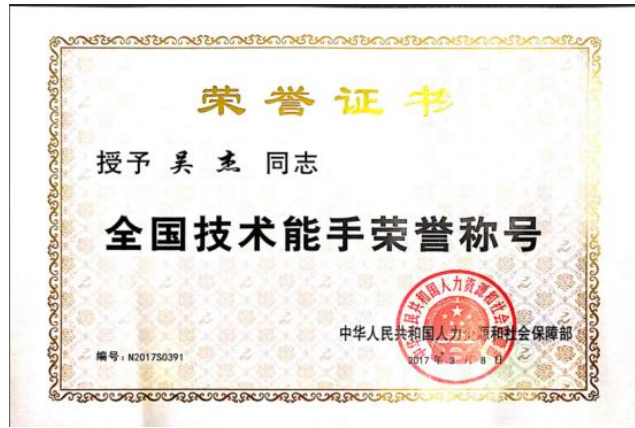 荣誉证书
授予 吴 杰 同志
全国技术能手荣誉称号
中华人民共和国人力资源和社会保障部
编号：N2017S0391
2017年3月8日